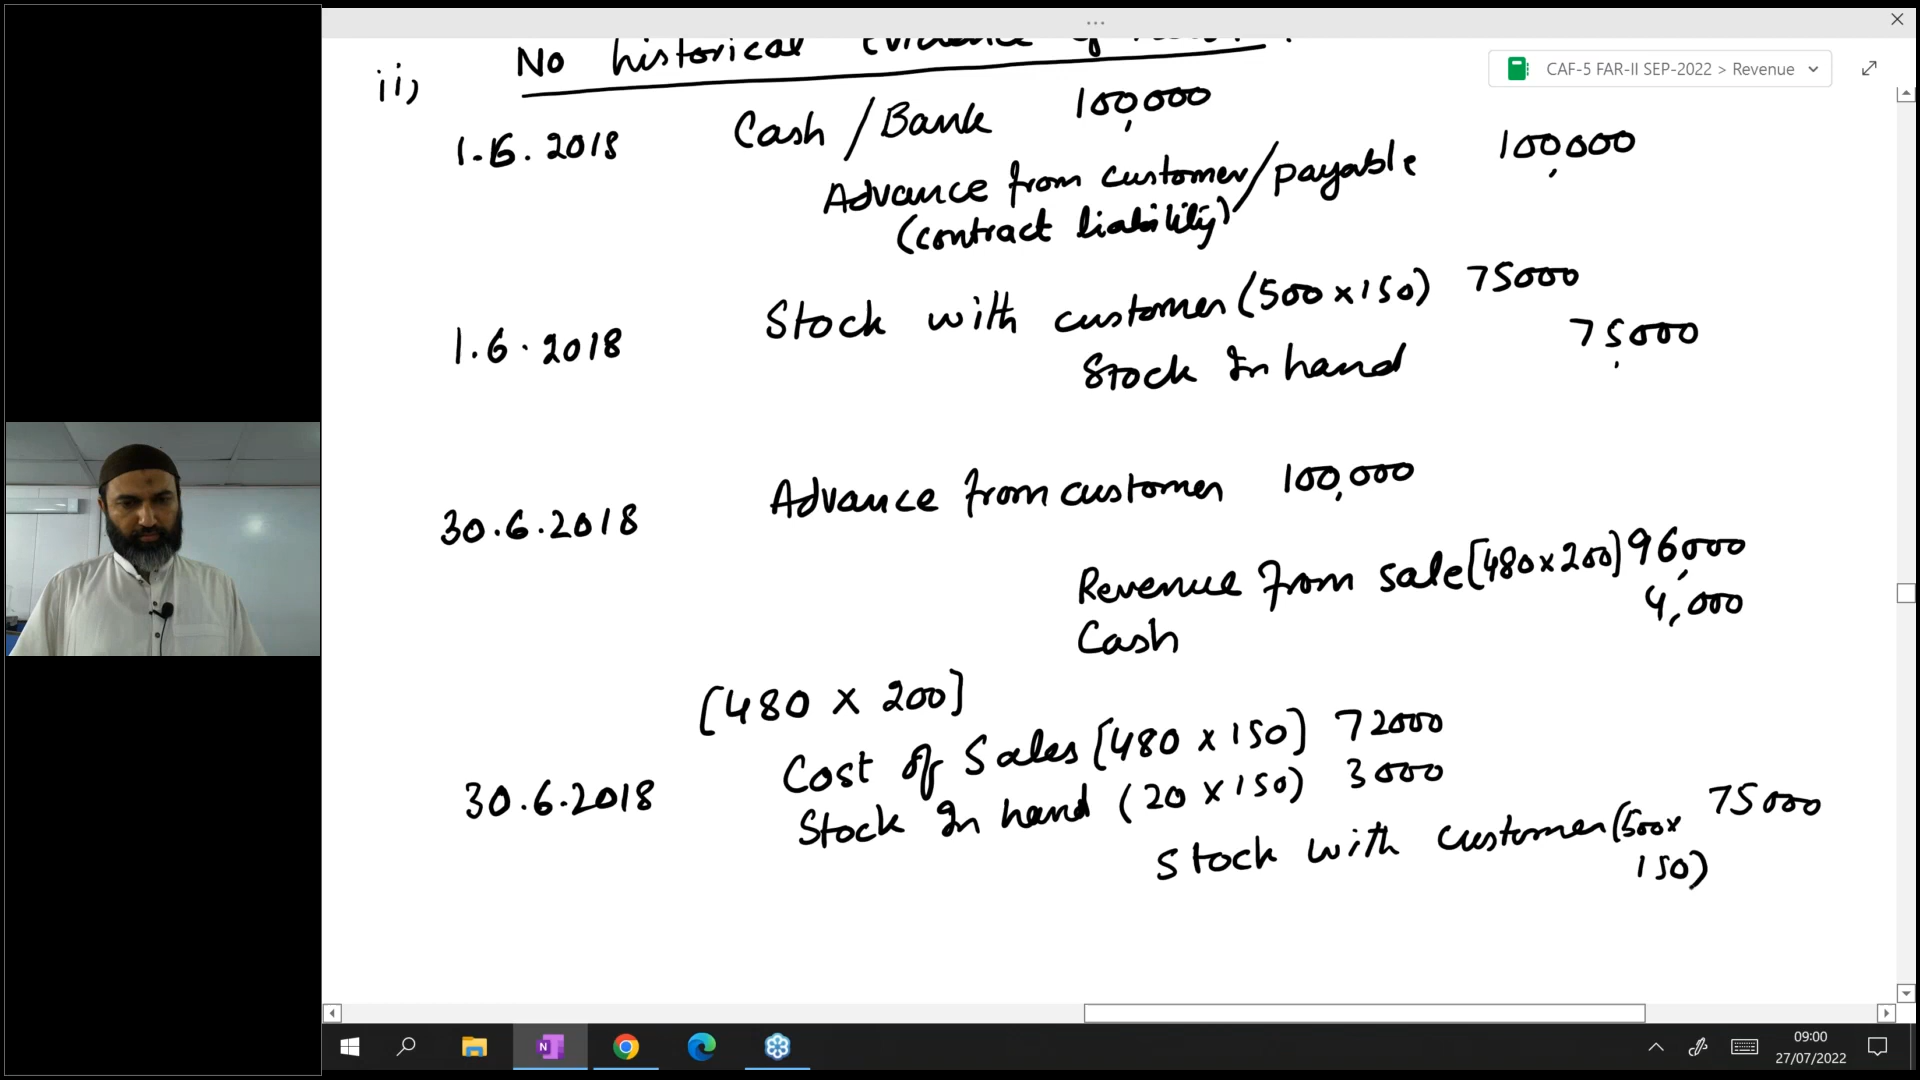 CAF-5 FAR-II SEP-2022 > Revenue
ii) No historical evidence of
1.6.2018 Cash / Bank 100,000
Advance from customer / payable 100,000
(contract liability)
1.6.2018 Stock with customer (500 x 150) 75000
Stock In hand 75000
30.6.2018 Advance from customer 100,000
Revenue from sale [480 x 200] 96,000
Cash 4,000
[480 x 200]
30.6.2018 Cost of Sales [480 x 150] 72000
Stock In hand (20 x 150) 3000
Stock with customer (500 x 75000
150)
09:00
27/07/2022